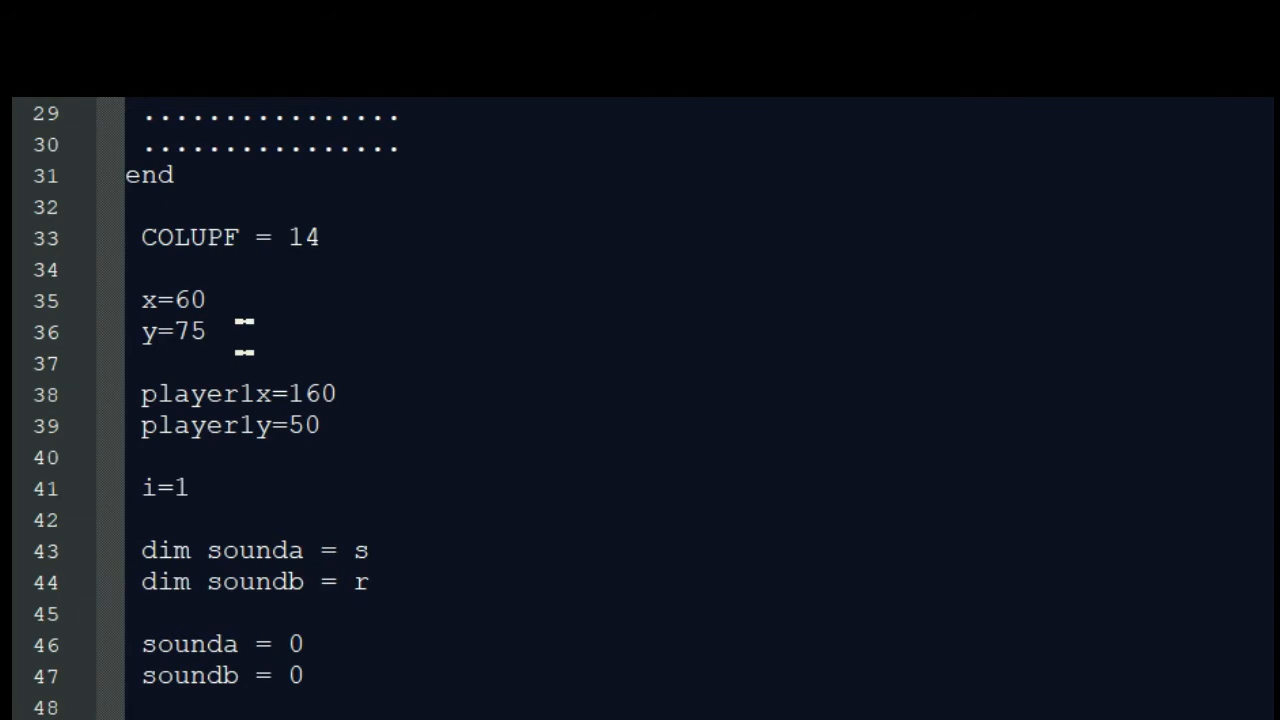 29 ................
30 ................
31 end
32
33 COLUPF = 14
34
35 x=60
36 y=75
37
38 player1x=160
39 player1y=50
40
41 i=1
42
43 dim sounda = s
44 dim soundb = r
45
46 sounda = 0
47 soundb = 0
48